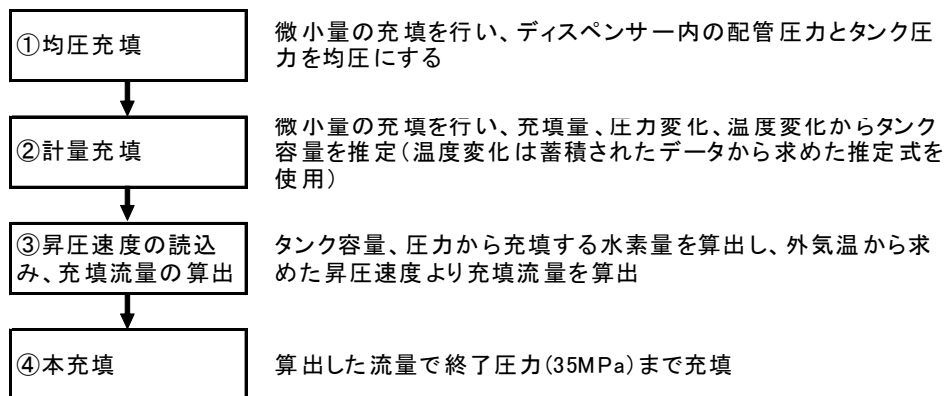 ①均圧充填
微小量の充填を行い、ディスペンサー内の配管圧力とタンク圧
力を均圧にする
②計量充填
微小量の充填を行い、充填量、圧力変化、温度変化からタンク
容量を推定(温度変化は蓄積されたデータから求めた推定式を
使用)
③昇圧速度の読込
み、充填流量の算出
タンク容量、圧力から充填する水素量を算出し、外気温から求
めた昇圧速度より充填流量を算出
④本充填
算出した流量で終了圧力(35MPa)まで充填